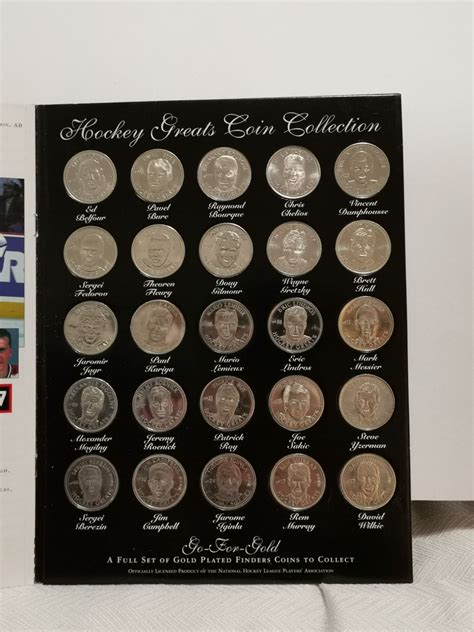 ON, AB
Hockey Greats Coin Collection
Ed Belfour
Pavel Bure
Raymond Bourque
Chris Chelios
Vincent Damphousse
Sergei Fedorov
Theoren Fleury
Doug Gilmour
Wayne Gretzky
Brett Hull
Jaromir Jagr
Paul Kariya
Mario Lemieux
Eric Lindros
Mark Messier
Alexander Mogilny
Jeremy Roenick
Patrick Roy
Joe Sakic
Steve Yzerman
Sergei Berezin
Jim Campbell
Jarome Iginla
Rem Murray
David Wilkie
Go-For-Gold
A Full Set of Gold Plated Finders Coins to Collect
Officially Licensed Product of the National Hockey League Players' Association